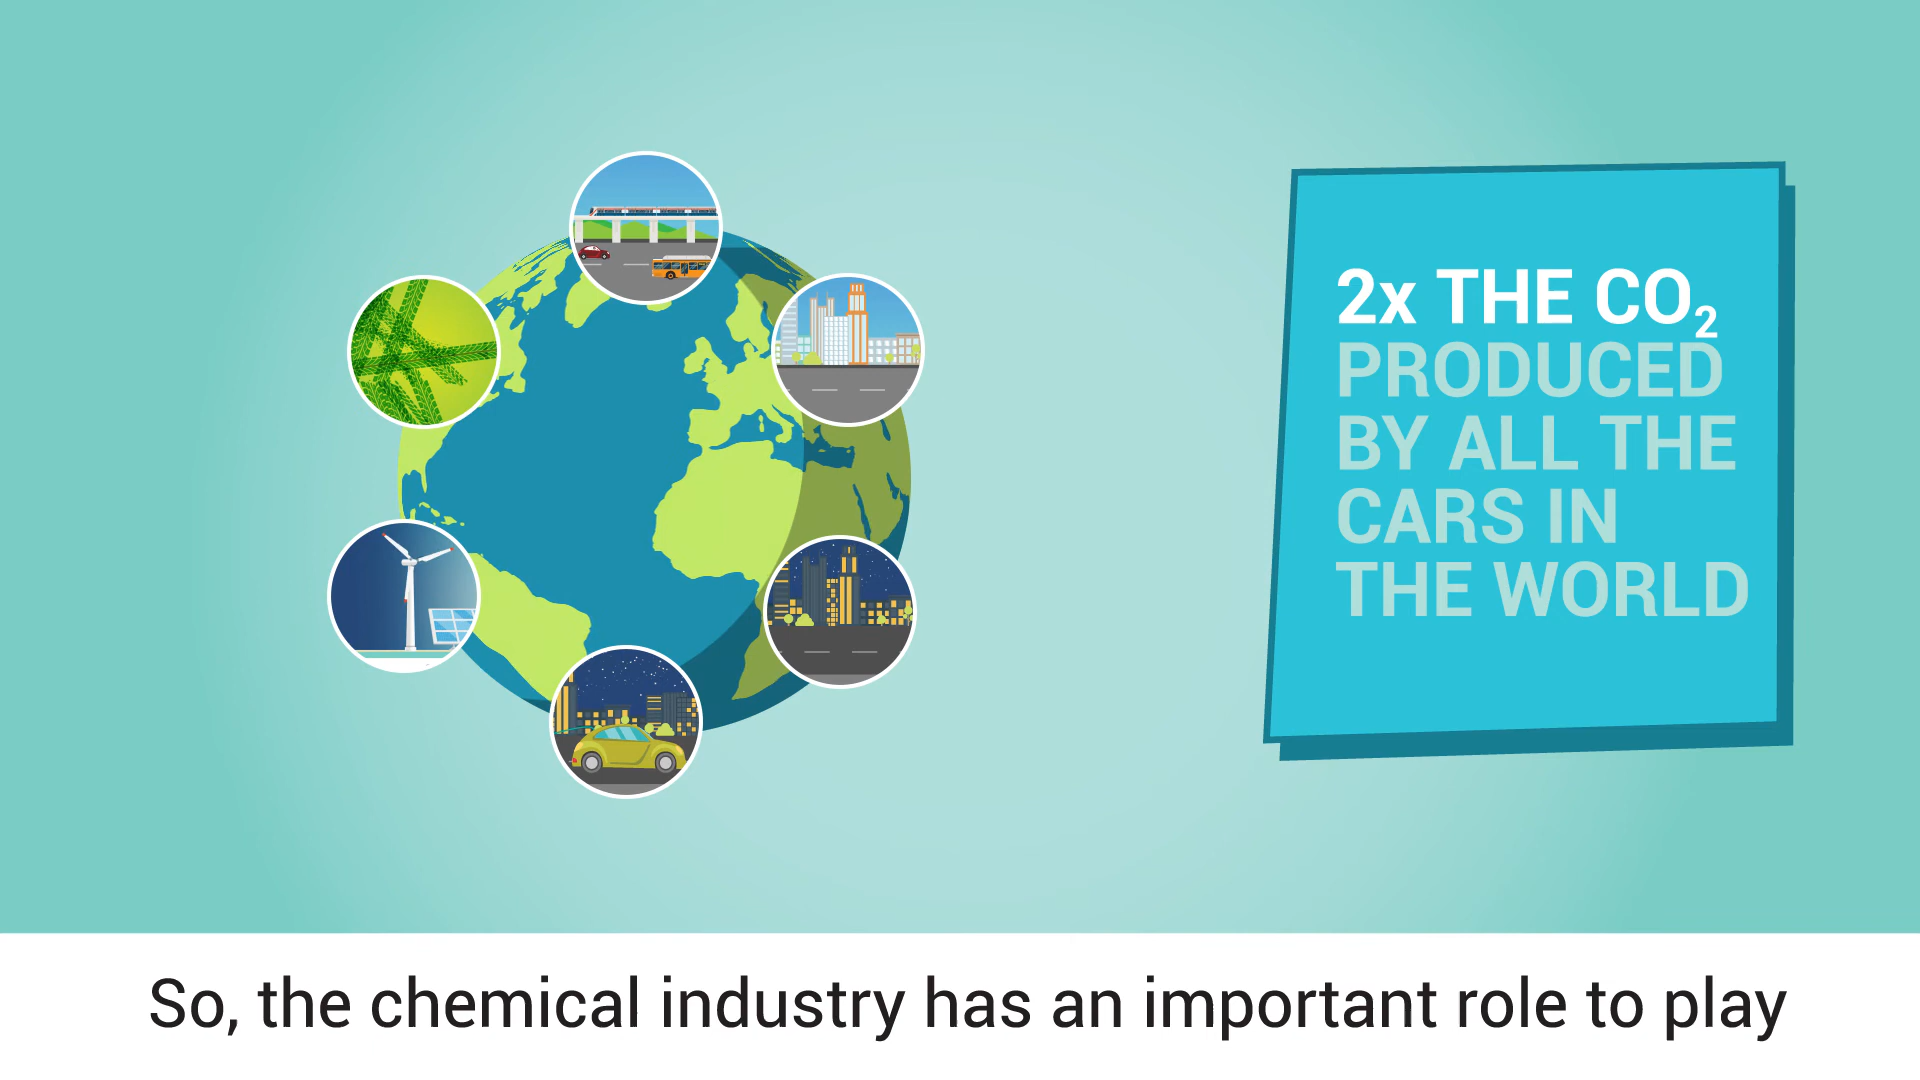 2x THE CO₂
PRODUCED
BY ALL THE
CARS IN
THE WORLD
So, the chemical industry has an important role to play